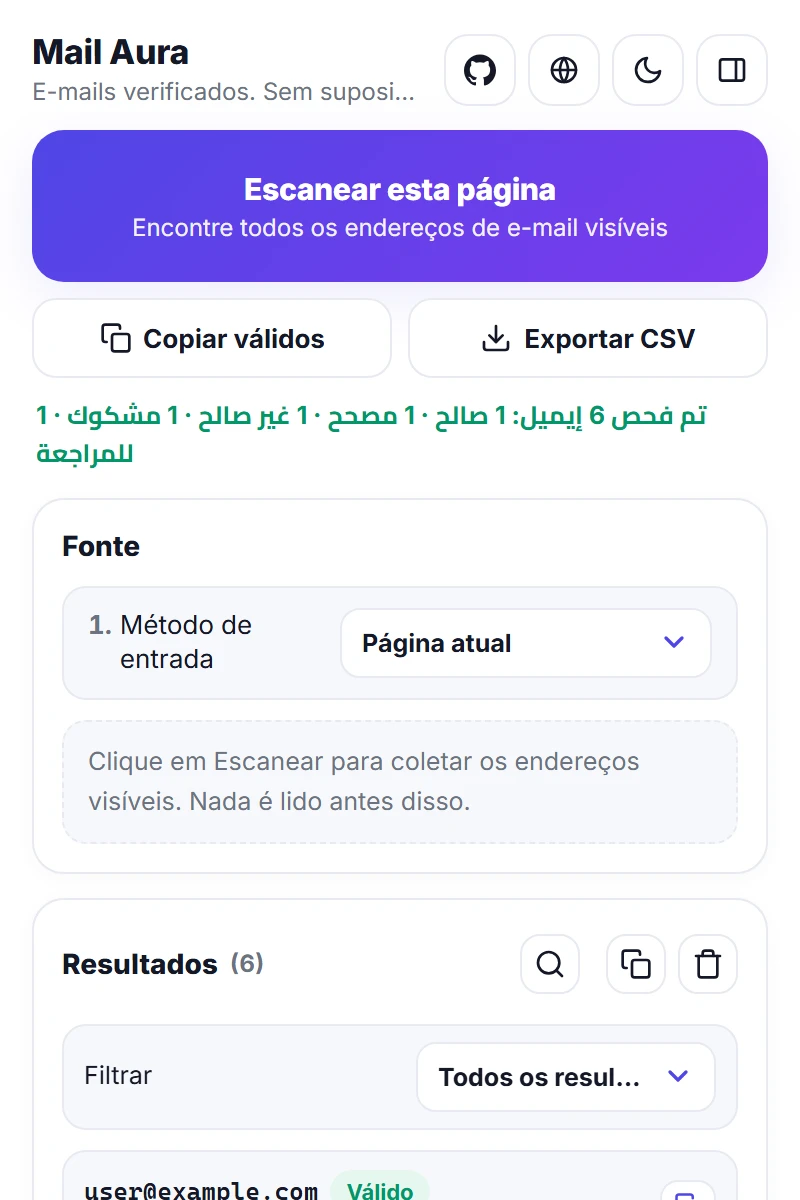 Mail Aura
E-mails verificados. Sem suposi...
Escanear esta página
Encontre todos os endereços de e-mail visíveis
Copiar válidos
Exportar CSV
تم فحص 6 إيميل: 1 صالح · 1 مصحح · 1 غير صالح · 1 مشكوك · 1
للمراجعة
Fonte
1. Método de
entrada
Página atual
Clique em Escanear para coletar os endereços
visíveis. Nada é lido antes disso.
Resultados (6)
Filtrar
Todos os resul...
user@example.com Válido